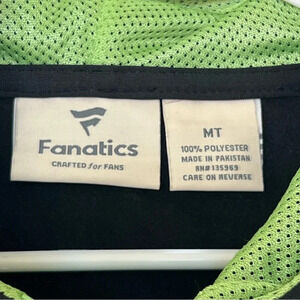 Fanatics
CRAFTED for FANS
MT
100% POLYESTER
MADE IN PAKISTAN
RN# 135969
CARE ON REVERSE